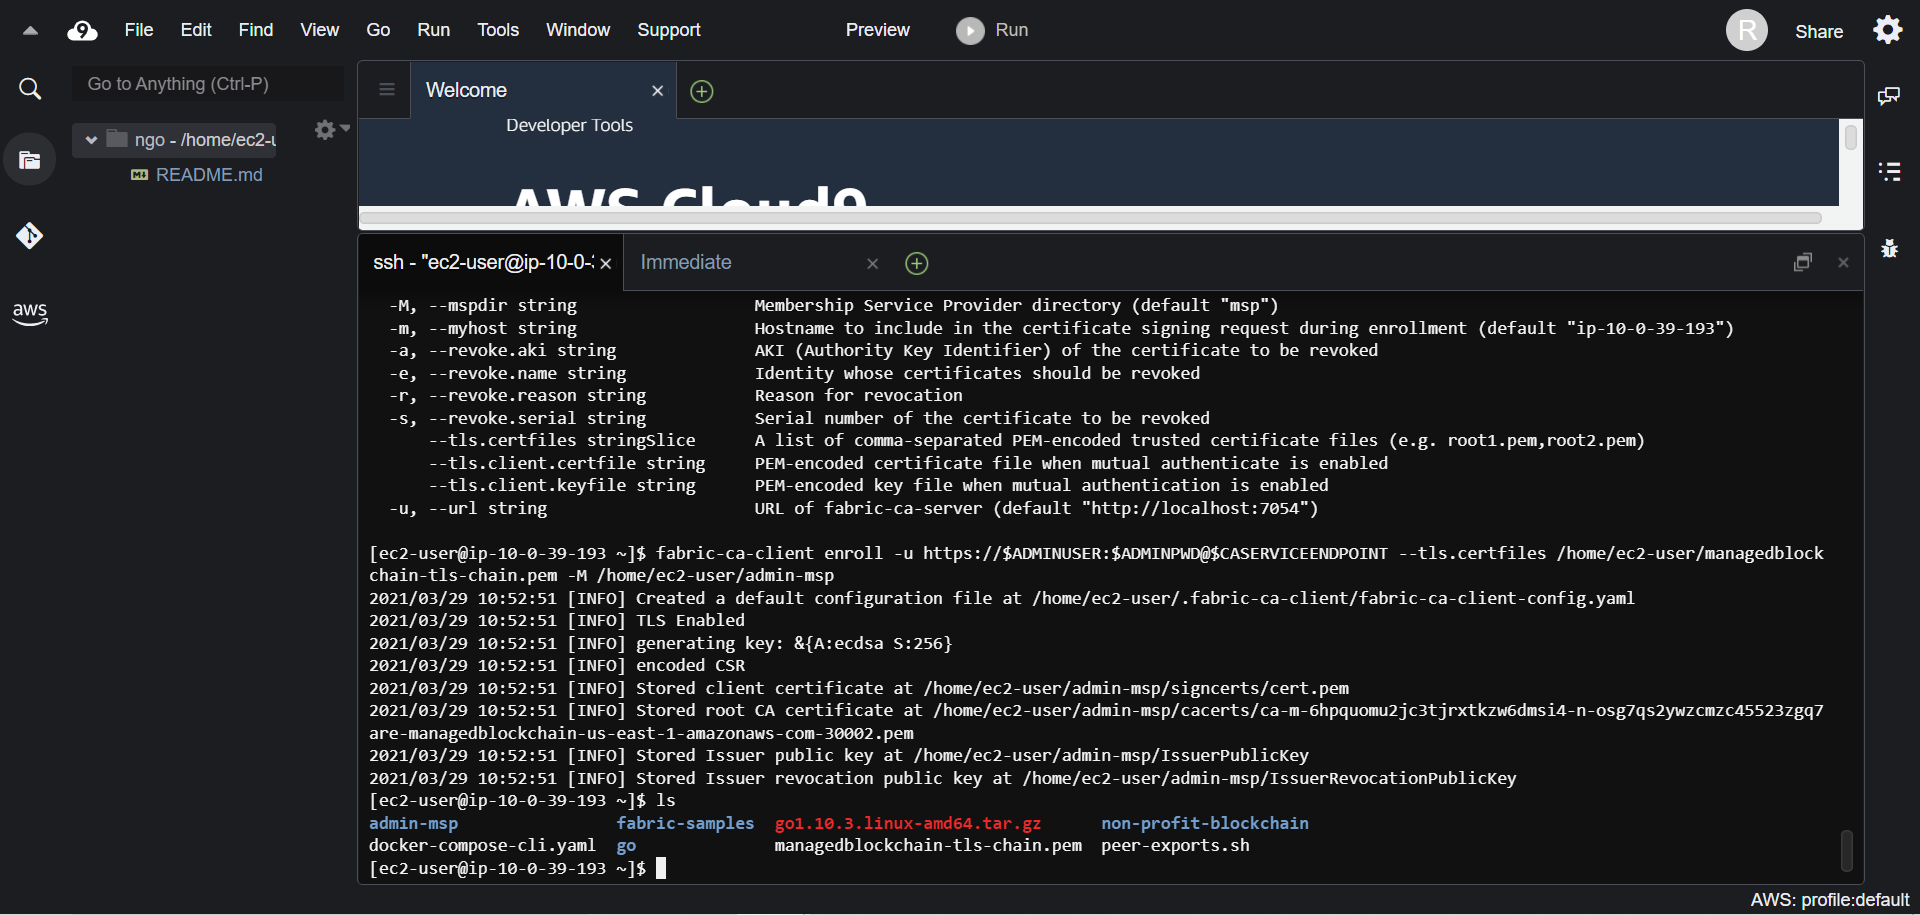 File Edit Find View Go Run Tools Window Support Preview Run R Share
Go to Anything (Ctrl-P)
ngo - /home/ec2-u
README.md
aws
Welcome
Developer Tools
AWS Cloud9
ssh - "ec2-user@ip-10-0-3 Immediate
-M, --mspdir string Membership Service Provider directory (default "msp")
-m, --myhost string Hostname to include in the certificate signing request during enrollment (default "ip-10-0-39-193")
-a, --revoke.aki string AKI (Authority Key Identifier) of the certificate to be revoked
-e, --revoke.name string Identity whose certificates should be revoked
-r, --revoke.reason string Reason for revocation
-s, --revoke.serial string Serial number of the certificate to be revoked
--tls.certfiles stringSlice A list of comma-separated PEM-encoded trusted certificate files (e.g. root1.pem,root2.pem)
--tls.client.certfile string PEM-encoded certificate file when mutual authenticate is enabled
--tls.client.keyfile string PEM-encoded key file when mutual authentication is enabled
-u, --url string URL of fabric-ca-server (default "http://localhost:7054")
[ec2-user@ip-10-0-39-193 ~]$ fabric-ca-client enroll -u https://$ADMINUSER:$ADMINPWD@$CASERVICEENDPOINT --tls.certfiles /home/ec2-user/managedblock
chain-tls-chain.pem -M /home/ec2-user/admin-msp
2021/03/29 10:52:51 [INFO] Created a default configuration file at /home/ec2-user/.fabric-ca-client/fabric-ca-client-config.yaml
2021/03/29 10:52:51 [INFO] TLS Enabled
2021/03/29 10:52:51 [INFO] generating key: &{A:ecdsa S:256}
2021/03/29 10:52:51 [INFO] encoded CSR
2021/03/29 10:52:51 [INFO] Stored client certificate at /home/ec2-user/admin-msp/signcerts/cert.pem
2021/03/29 10:52:51 [INFO] Stored root CA certificate at /home/ec2-user/admin-msp/cacerts/ca-m-6hpquomu2jc3tjrxtkzw6dmsi4-n-osg7qs2ywzcmzc45523zgq7
are-managedblockchain-us-east-1-amazonaws-com-30002.pem
2021/03/29 10:52:51 [INFO] Stored Issuer public key at /home/ec2-user/admin-msp/IssuerPublicKey
2021/03/29 10:52:51 [INFO] Stored Issuer revocation public key at /home/ec2-user/admin-msp/IssuerRevocationPublicKey
[ec2-user@ip-10-0-39-193 ~]$ ls
admin-msp fabric-samples go1.10.3.linux-amd64.tar.gz non-profit-blockchain
docker-compose-cli.yaml go managedblockchain-tls-chain.pem peer-exports.sh
[ec2-user@ip-10-0-39-193 ~]$
AWS: profile:default